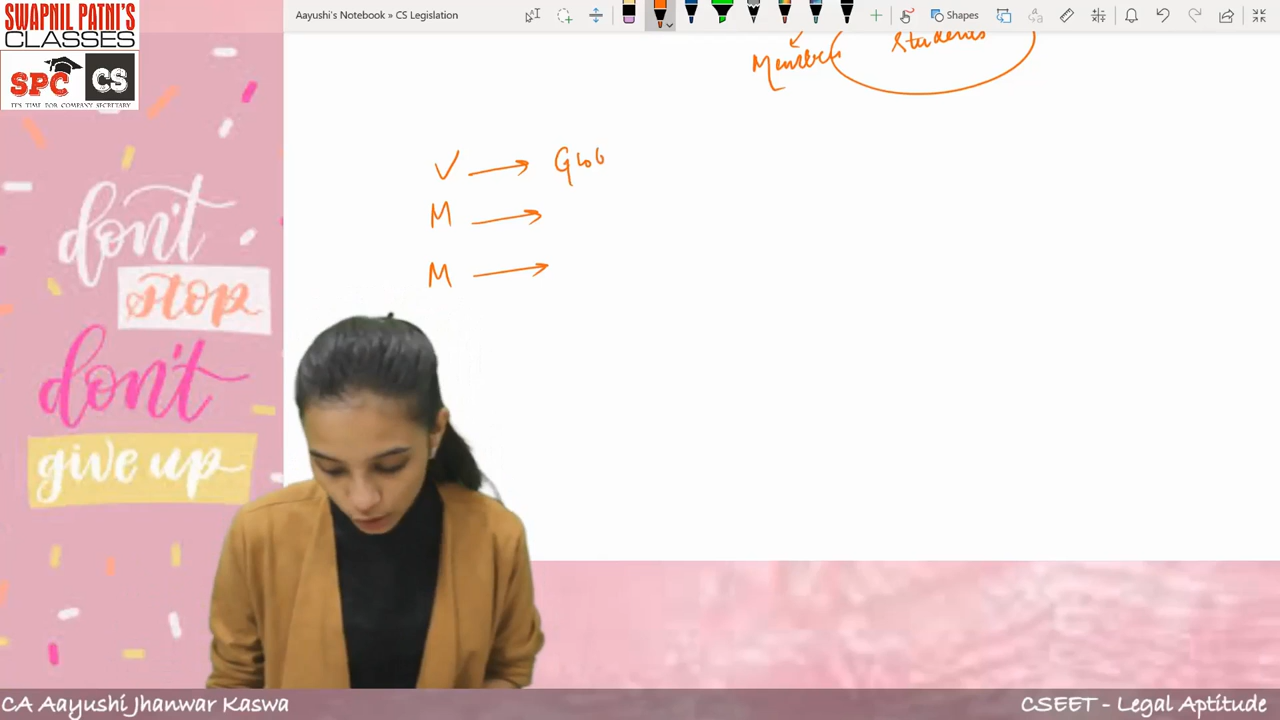 SWAPNIL PATNI'S
CLASSES
SPC CS
IT'S TIME FOR COMPANY SECRETARY
Aayushi's Notebook » CS Legislation
Shapes
Students
Members
V → Glob
M →
M →
don't
stop
don't
give up
CA Aayushi Jhanwar Kaswa
CSEET - Legal Aptitude